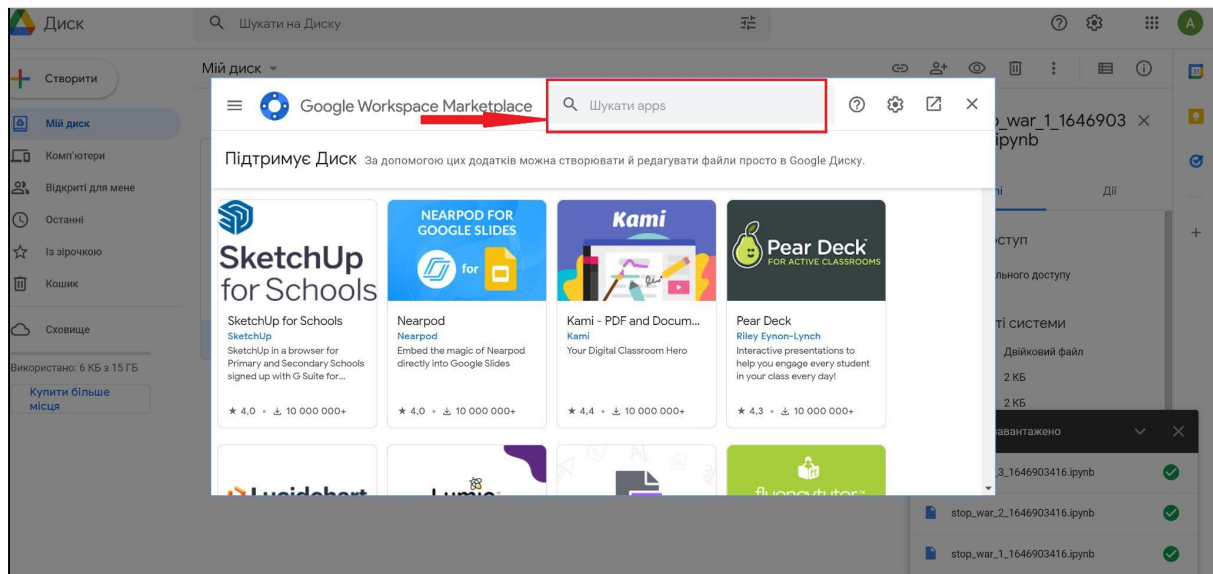 Диск
Шукати на Диску
A
Створити
Мій диск
Комп'ютери
Відкриті для мене
Останні
Із зірочкою
Кошик
Сховище
Використано: 6 КБ з 15 ГБ
Купити більше
місця
Мій диск
Google Workspace Marketplace
Шукати apps
Підтримує Диск За допомогою цих додатків можна створювати й редагувати файли просто в Google Диску.
SketchUp
for Schools
SketchUp for Schools
SketchUp
SketchUp in a browser for
Primary and Secondary Schools
signed up with G Suite for...
4,0 • 10 000 000+
NEARPOD FOR
GOOGLE SLIDES
for
Nearpod
Nearpod
Embed the magic of Nearpod
directly into Google Slides
4,0 • 10 000 000+
Kami
Kami - PDF and Docum...
Kami
Your Digital Classroom Hero
4,4 • 10 000 000+
Pear Deck
FOR ACTIVE CLASSROOMS
Pear Deck
Riley Eynon-Lynch
Interactive presentations to
help you engage every student
in your class every day!
4,3 • 10 000 000+
Lucidchart
Lumio
fluencytutor
_war_1_1646903
ipynb
Дії
льного доступу
Двійковий файл
2 КБ
2 КБ
завантажено
_3_1646903416.ipynb
stop_war_2_1646903416.ipynb
stop_war_1_1646903416.ipynb
31